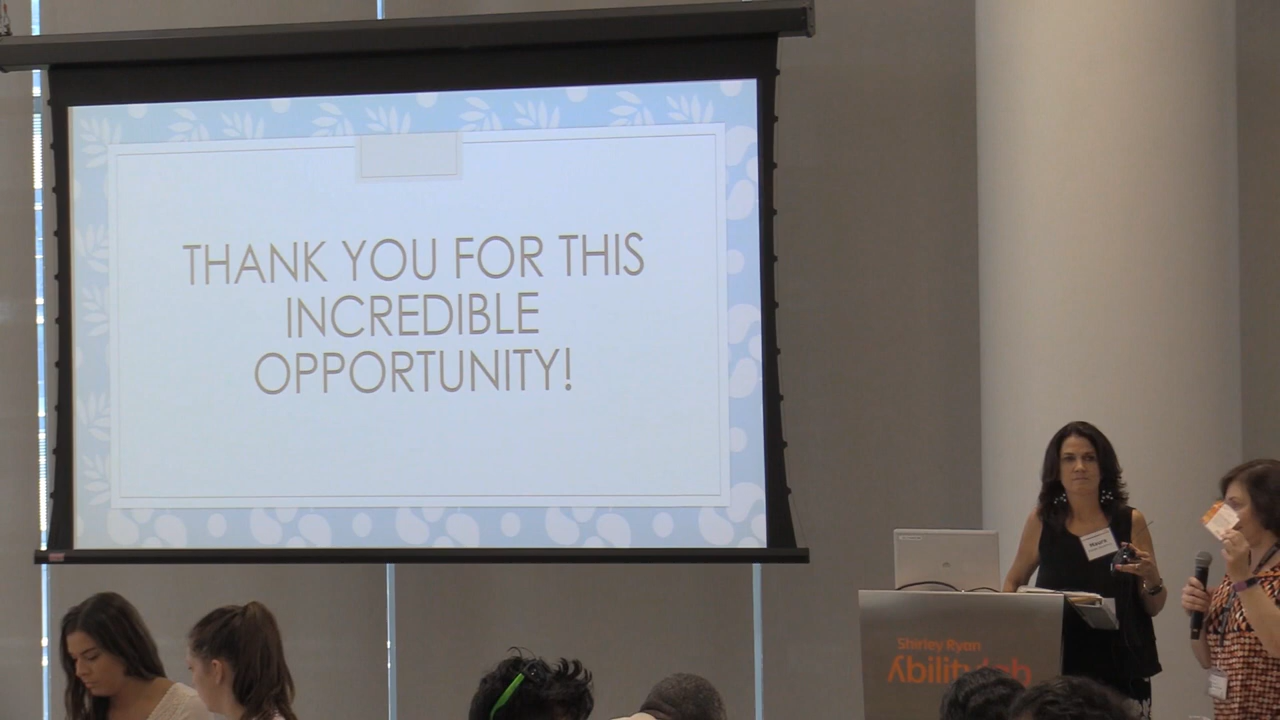 THANK YOU FOR THIS
INCREDIBLE
OPPORTUNITY!
Shirley Ryan
Abilitylab